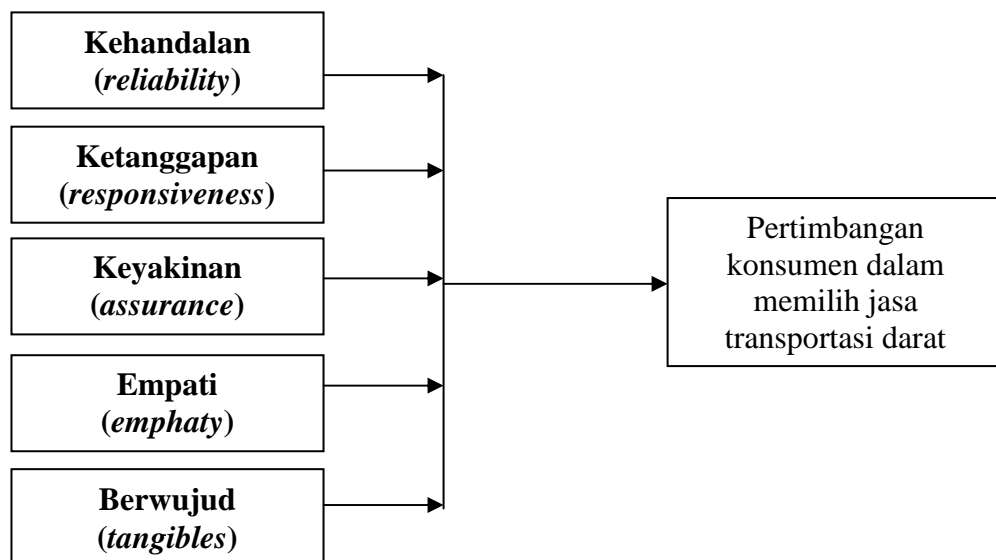 Kehandalan
(reliability)
Ketanggapan
(responsiveness)
Keyakinan
(assurance)
Empati
(emphaty)
Berwujud
(tangibles)
Pertimbangan
konsumen dalam
memilih jasa
transportasi darat